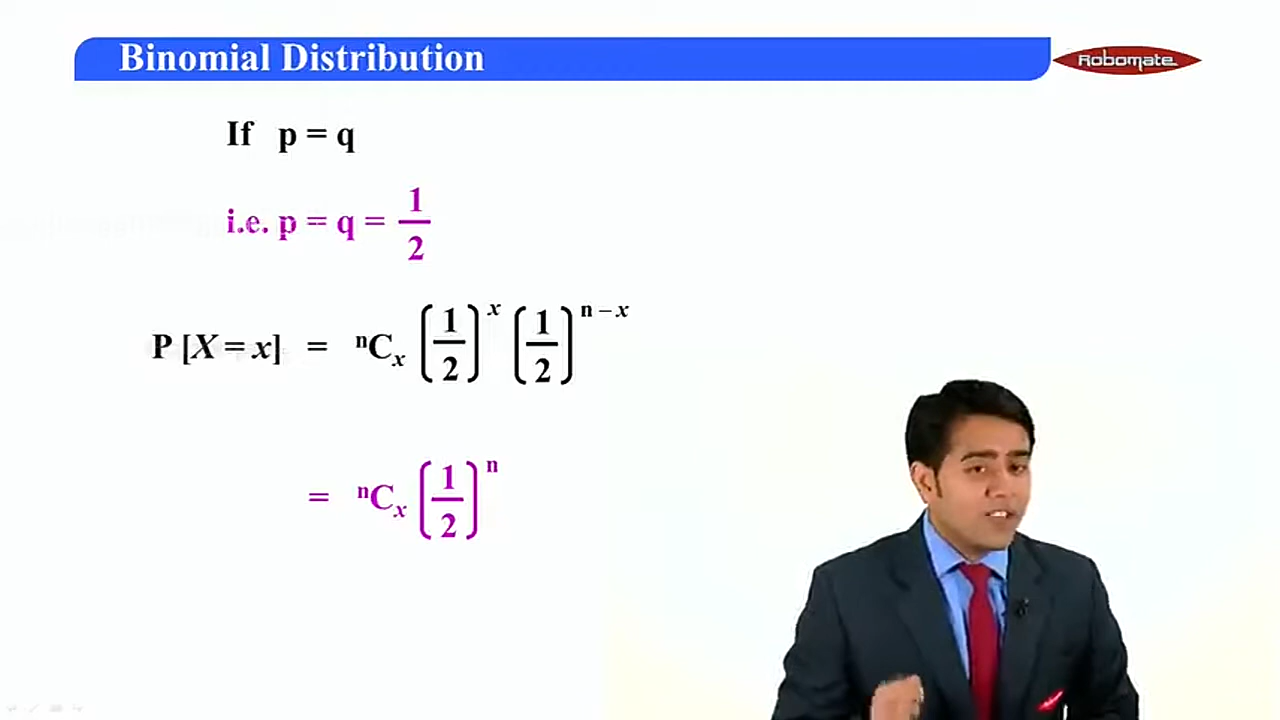 Binomial Distribution
Robomate
If p = q
i.e. p = q = 1/2
P [X = x] = ⁿCₓ (1/2)ˣ (1/2)ⁿ⁻ˣ
= ⁿCₓ (1/2)ⁿ